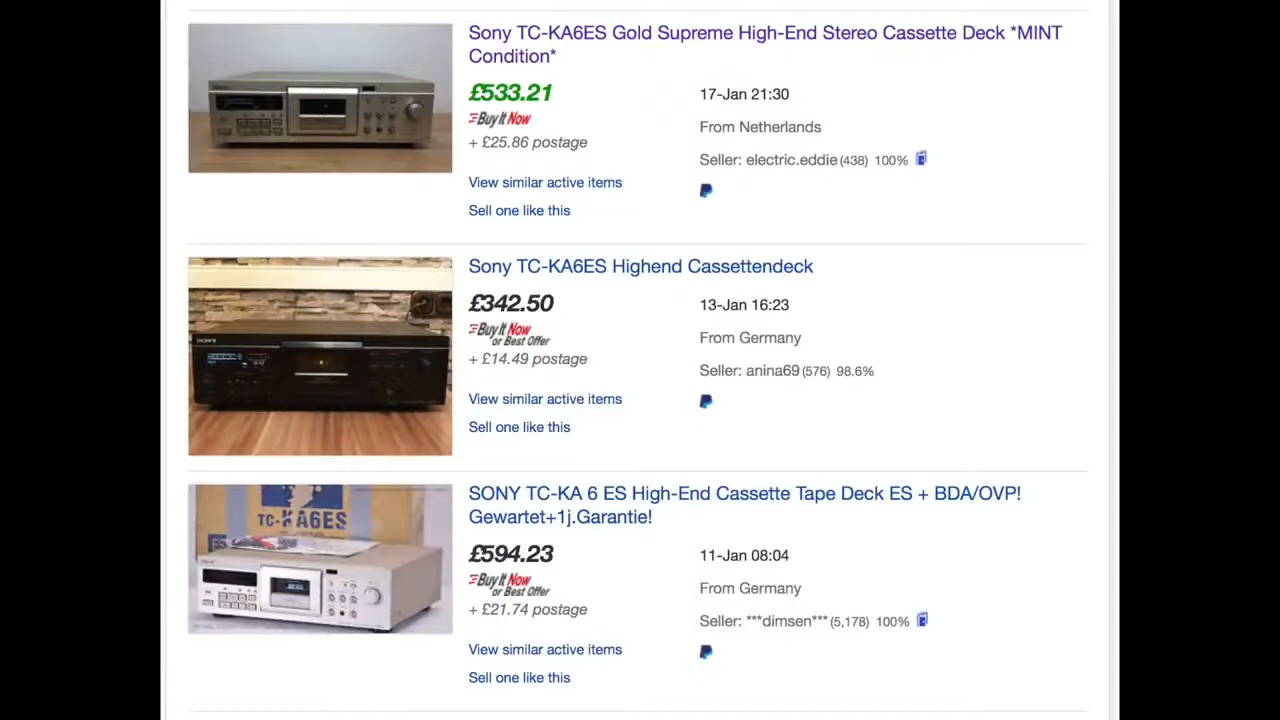 Sony TC-KA6ES Gold Supreme High-End Stereo Cassette Deck *MINT
Condition*
£533.21
17-Jan 21:30
Buy It Now
From Netherlands
+ £25.86 postage
Seller: electric.eddie (438) 100%
View similar active items
Sell one like this
Sony TC-KA6ES Highend Cassettendeck
£342.50
13-Jan 16:23
Buy It Now
or Best Offer
From Germany
+ £14.49 postage
Seller: anina69 (576) 98.6%
View similar active items
Sell one like this
SONY
SONY TC-KA 6 ES High-End Cassette Tape Deck ES + BDA/OVP!
Gewartet+1j.Garantie!
TC-KA6ES
£594.23
11-Jan 08:04
Buy It Now
or Best Offer
From Germany
+ £21.74 postage
Seller: ***dimsen*** (5,178) 100%
View similar active items
Sell one like this